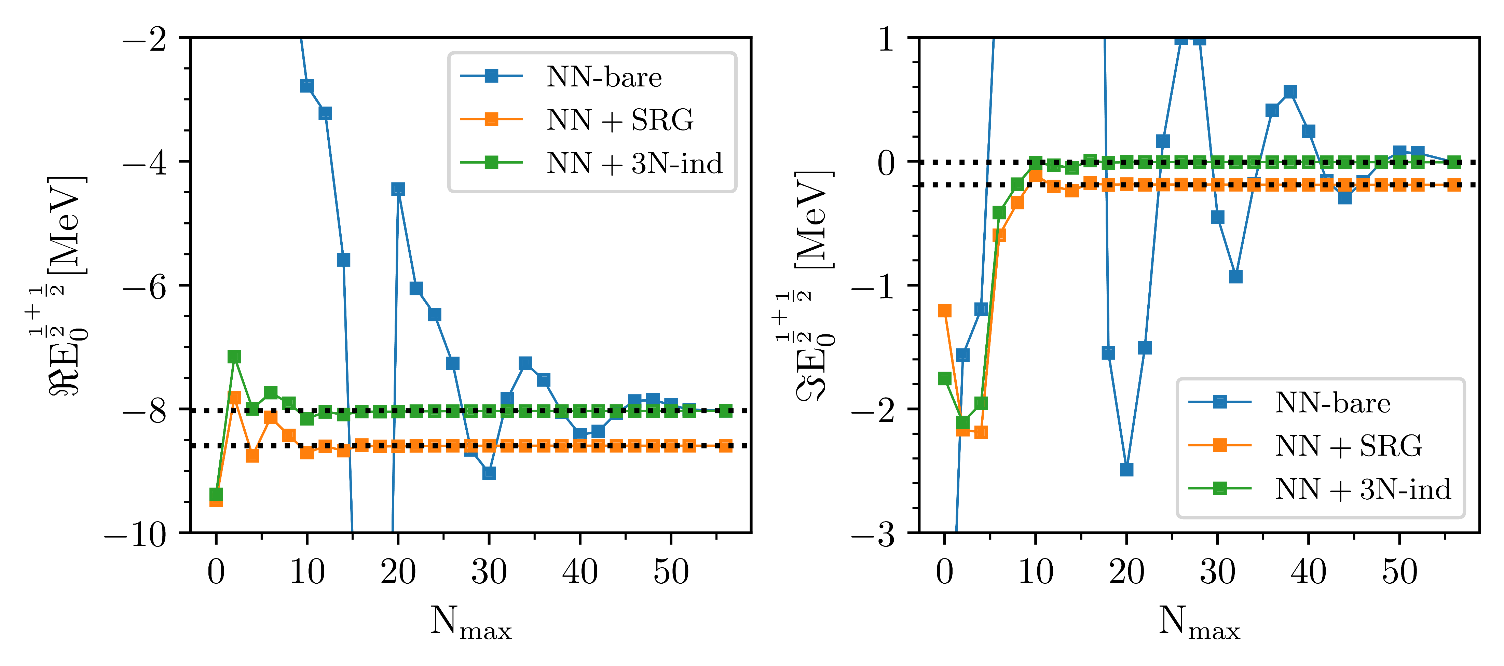 −2
−4
−6
−8
−10
ℜE₀^{½⁺ ½} [MeV]
NN-bare
NN + SRG
NN + 3N-ind
0 10 20 30 40 50
N_max
1
0
−1
−2
−3
ℑE₀^{½⁺ ½} [MeV]
NN-bare
NN + SRG
NN + 3N-ind
0 10 20 30 40 50
N_max